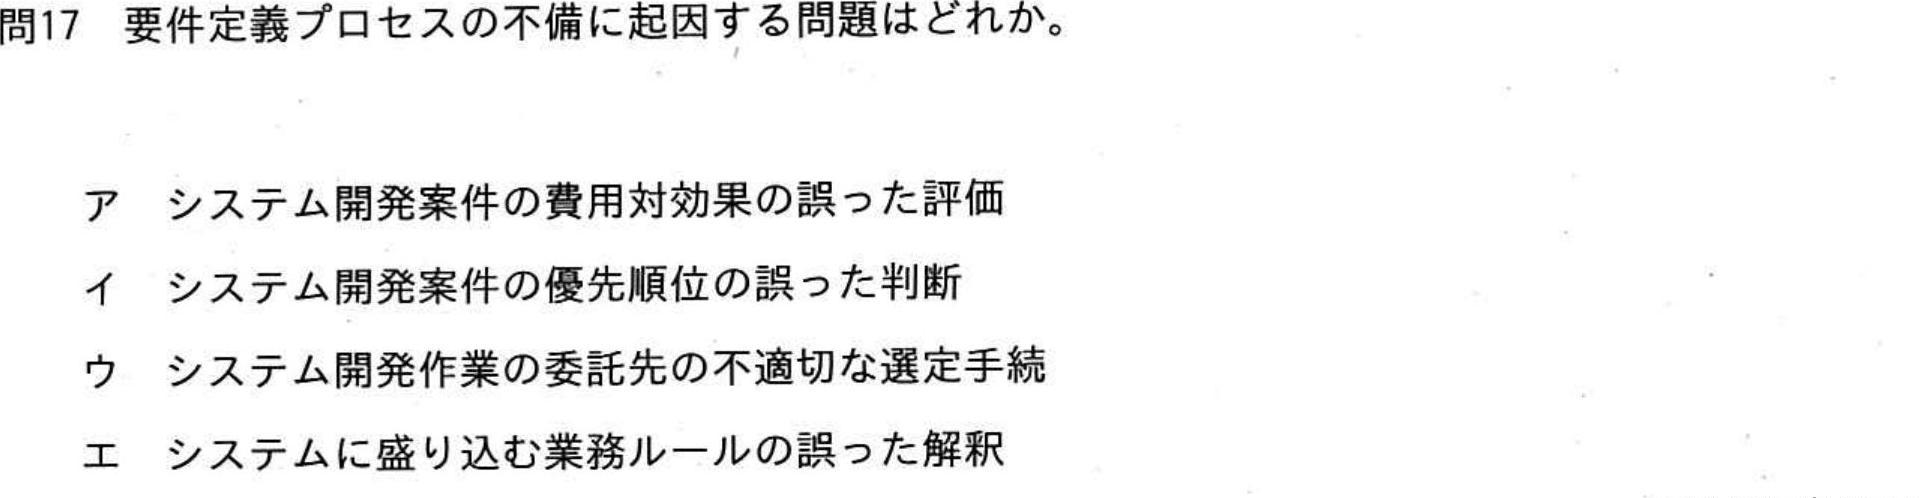 問17　要件定義プロセスの不備に起因する問題はどれか。
ア　システム開発案件の費用対効果の誤った評価
イ　システム開発案件の優先順位の誤った判断
ウ　システム開発作業の委託先の不適切な選定手続
エ　システムに盛り込む業務ルールの誤った解釈